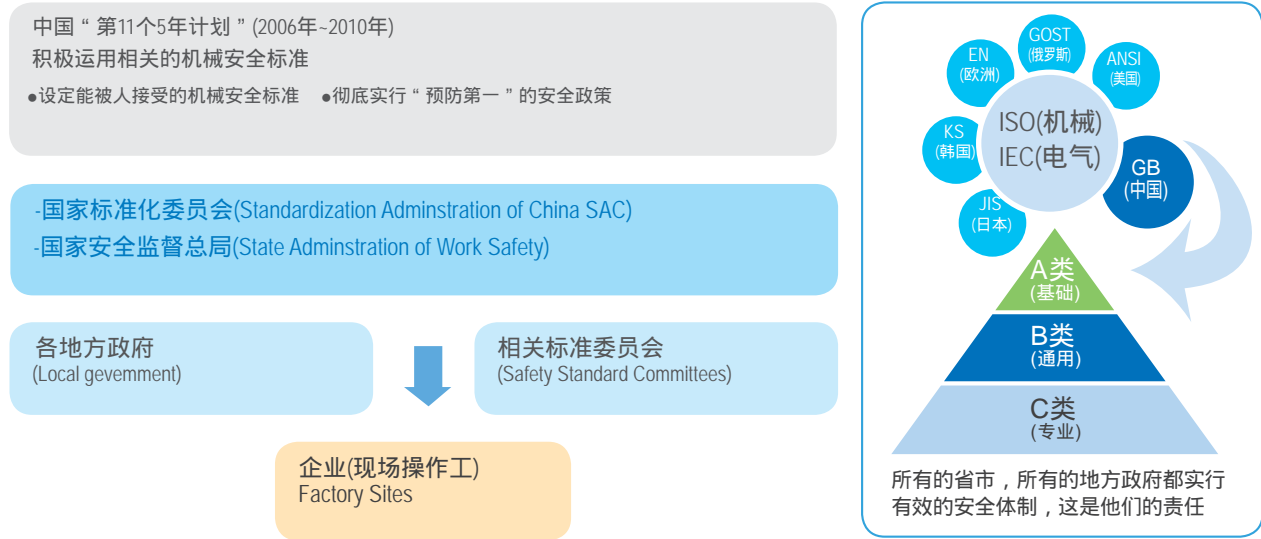 中国“第11个5年计划”(2006年~2010年)
积极运用相关的机械安全标准
●设定能被人接受的机械安全标准 ●彻底实行“预防第一”的安全政策
-国家标准化委员会(Standardization Adminstration of China SAC)
-国家安全监督总局(State Adminstration of Work Safety)
各地方政府
(Local gevemment)
相关标准委员会
(Safety Standard Committees)
企业(现场操作工)
Factory Sites
GOST
(俄罗斯)
EN
(欧洲)
ANSI
(美国)
KS
(韩国)
ISO(机械)
IEC(电气)
GB
(中国)
JIS
(日本)
A类
(基础)
B类
(通用)
C类
(专业)
所有的省市，所有的地方政府都实行
有效的安全体制，这是他们的责任